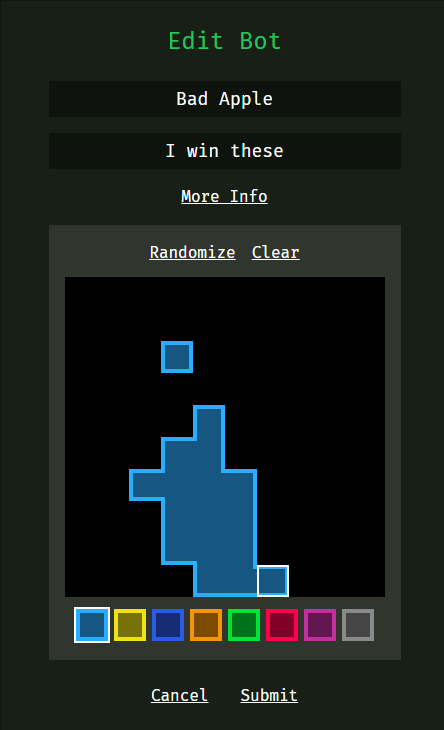 Edit Bot
Bad Apple
I win these
More Info
Randomize Clear
Cancel Submit